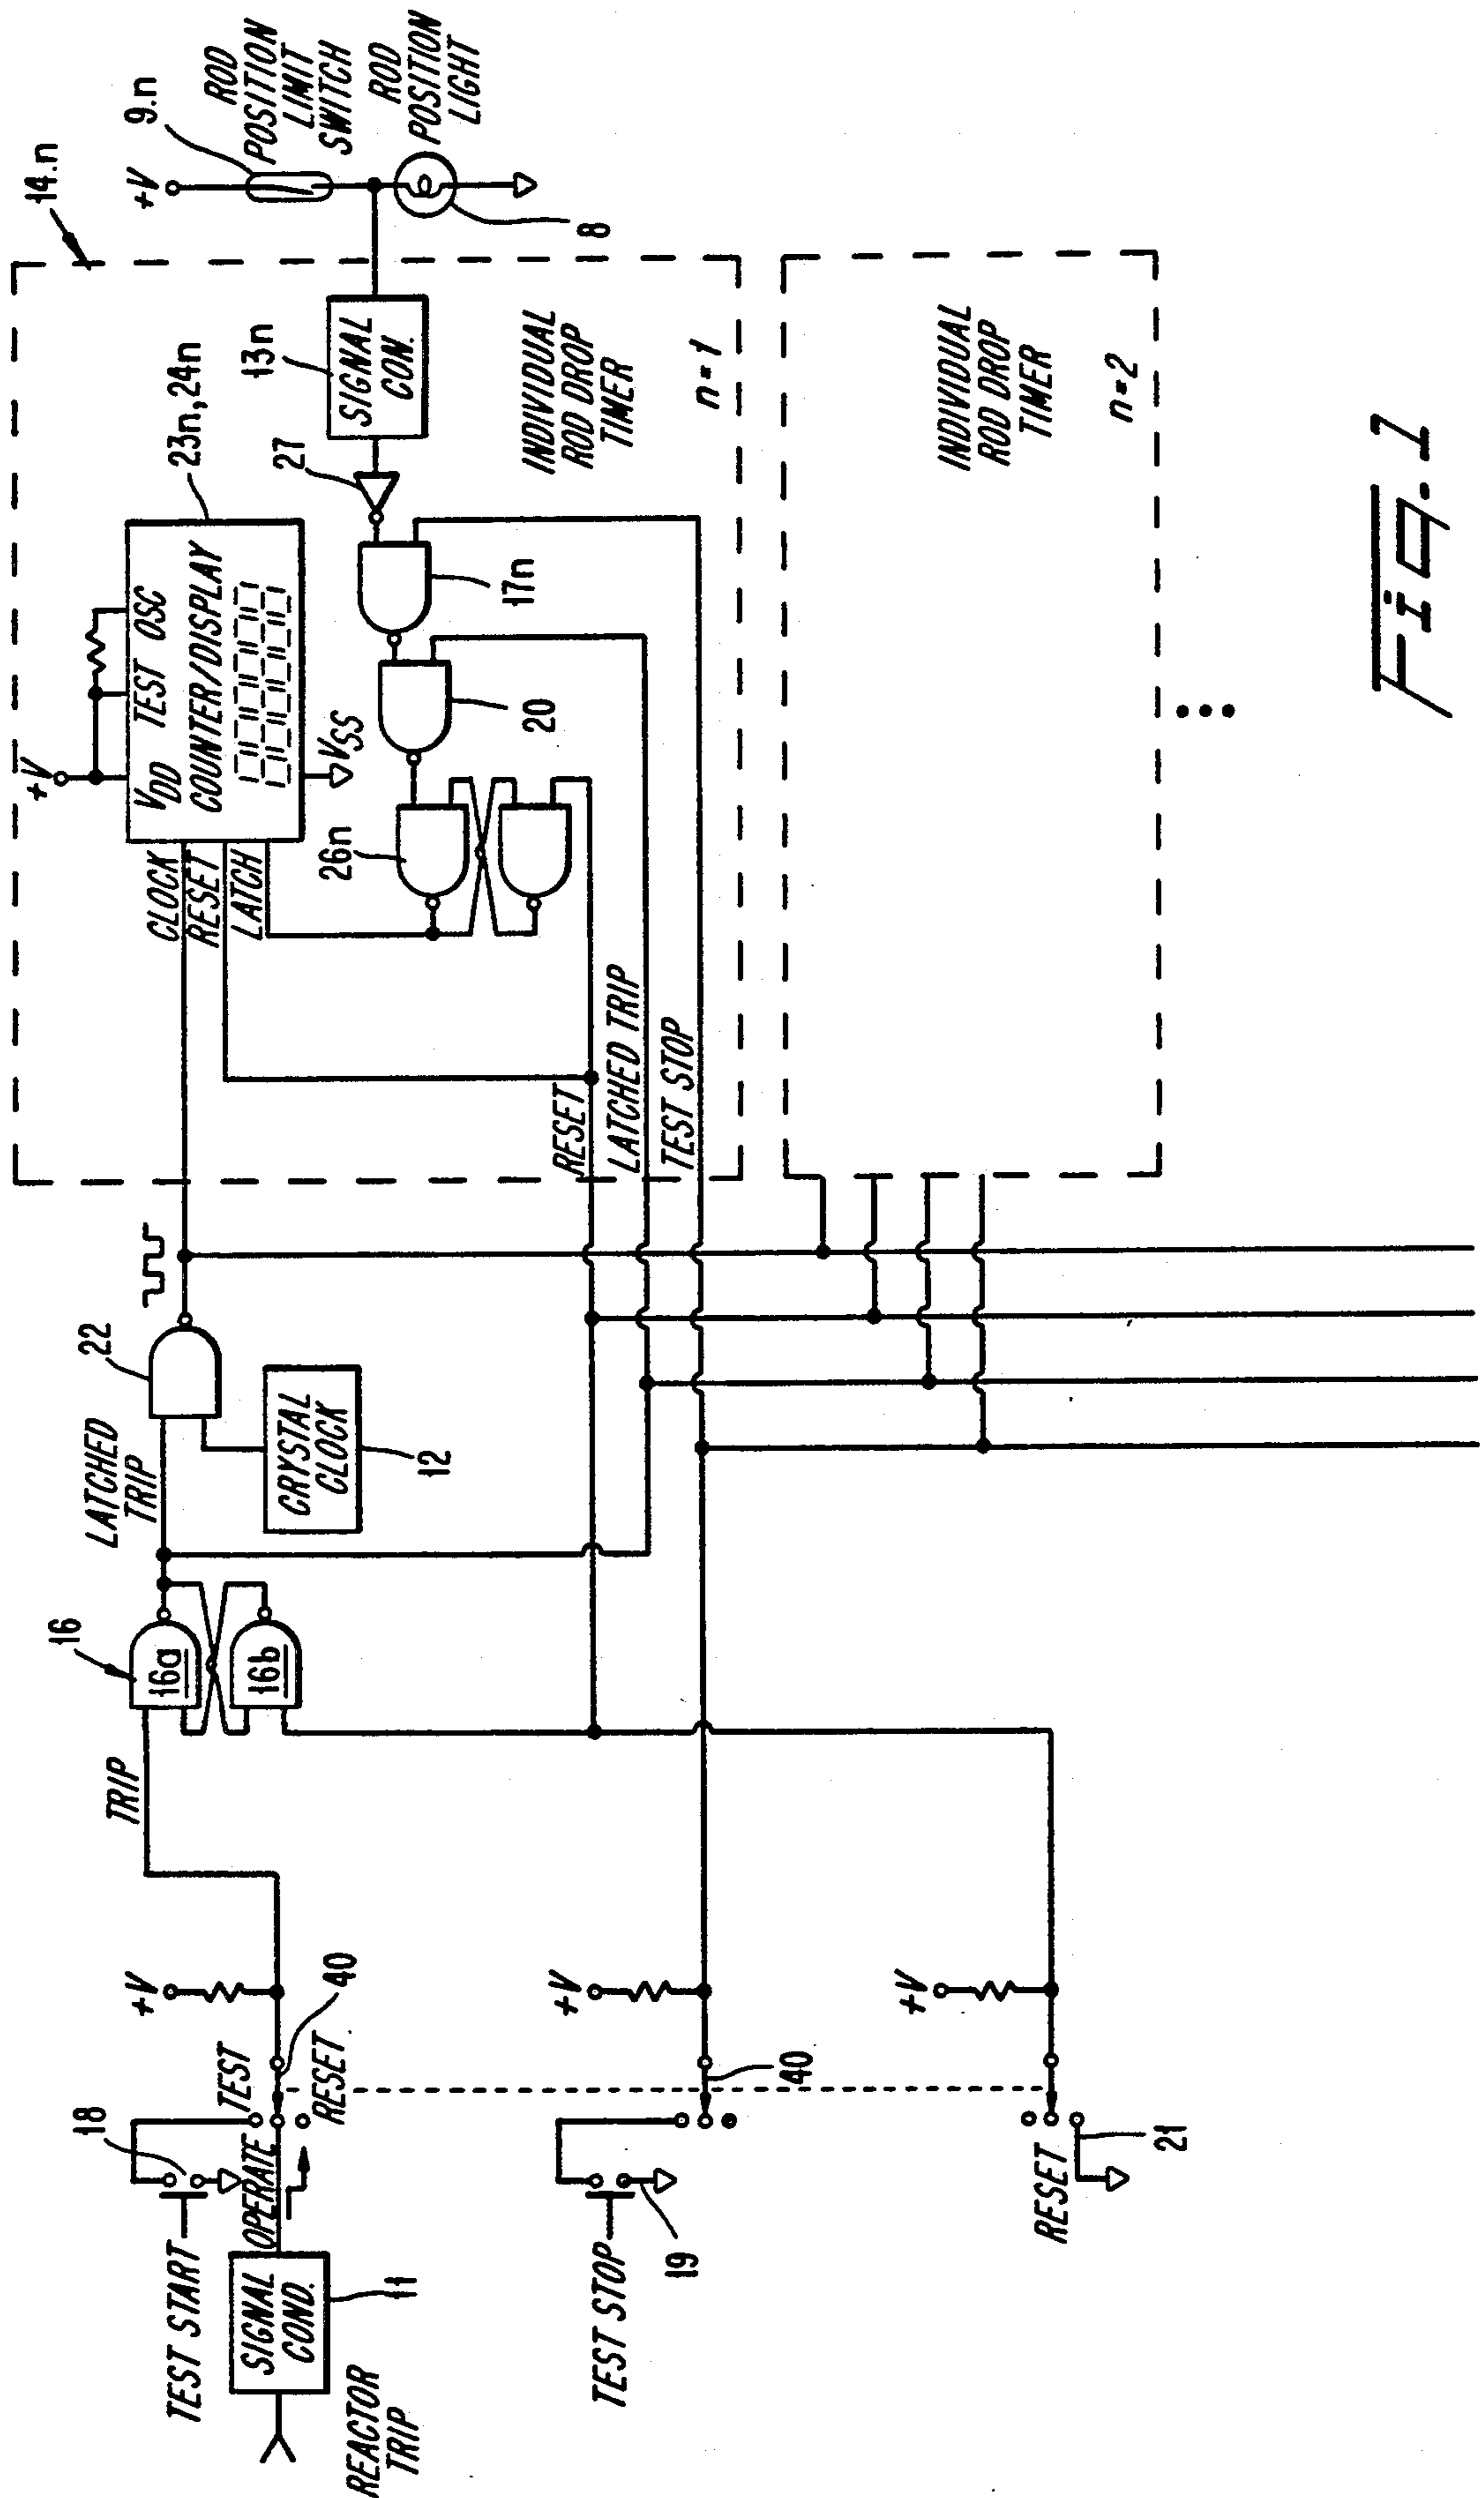 REACTOR
TRIP
SIGNAL
COND.
11
TEST START
18
OPERATE
TEST
RESET
40
+V
TRIP
16
16a
16b
LATCHED
TRIP
22
CRYSTAL
CLOCK
12
TEST STOP
19
40
+V
RESET
21
+V
RESET
LATCHED TRIP
TEST STOP
CLOCK
RESET
LATCH
+V
VDD TEST OSC
COUNTER/DISPLAY
VSS
23n,24n
26n
20
17n
27
SIGNAL
CON.
13n
INDIVIDUAL
ROD DROP
TIMER
n=1
14.n
+V
9.n
ROD
POSITION
LIMIT
SWITCH
ROD
POSITION
LIGHT
8
INDIVIDUAL
ROD DROP
TIMER
n=2
Fig.1